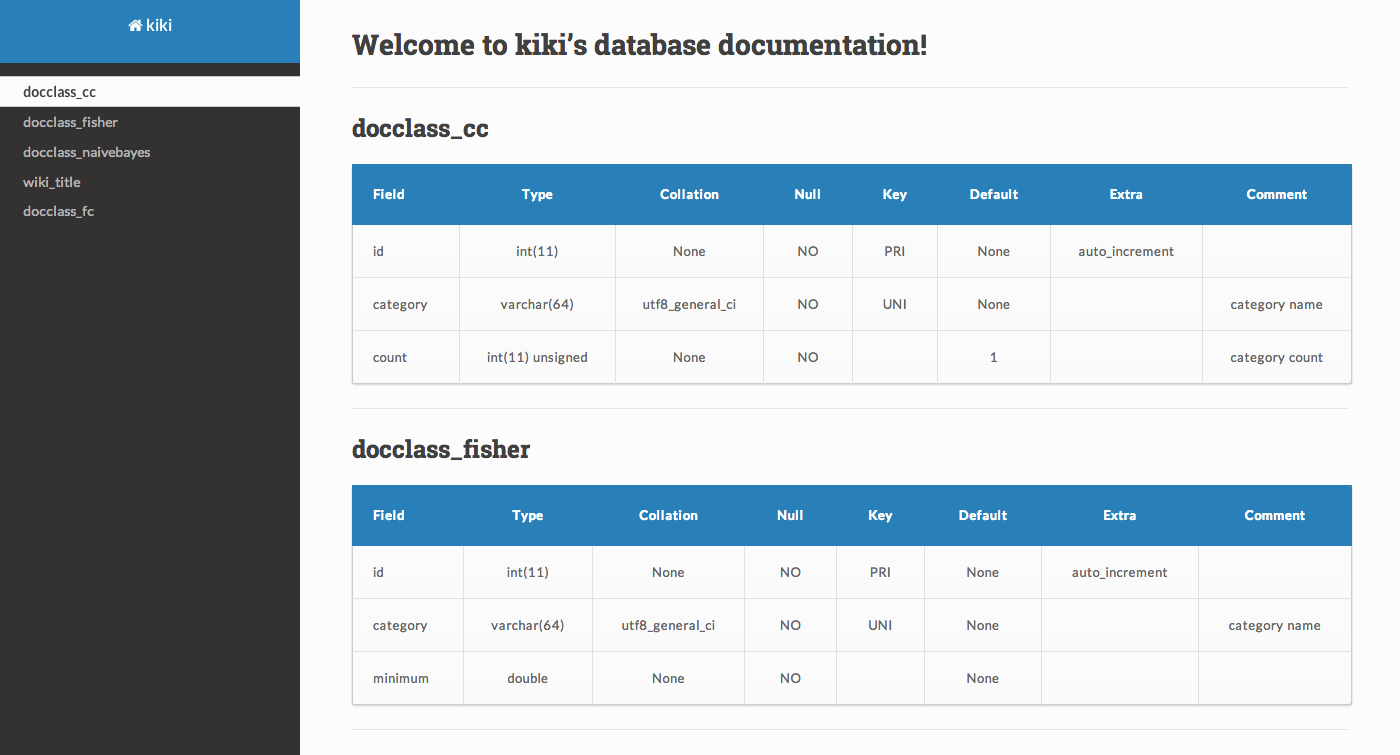 kiki
docclass_cc
docclass_fisher
docclass_naivebayes
wiki_title
docclass_fc
Welcome to kiki’s database documentation!
docclass_cc
Field Type Collation Null Key Default Extra Comment
id int(11) None NO PRI None auto_increment
category varchar(64) utf8_general_ci NO UNI None category name
count int(11) unsigned None NO 1 category count
docclass_fisher
Field Type Collation Null Key Default Extra Comment
id int(11) None NO PRI None auto_increment
category varchar(64) utf8_general_ci NO UNI None category name
minimum double None NO None